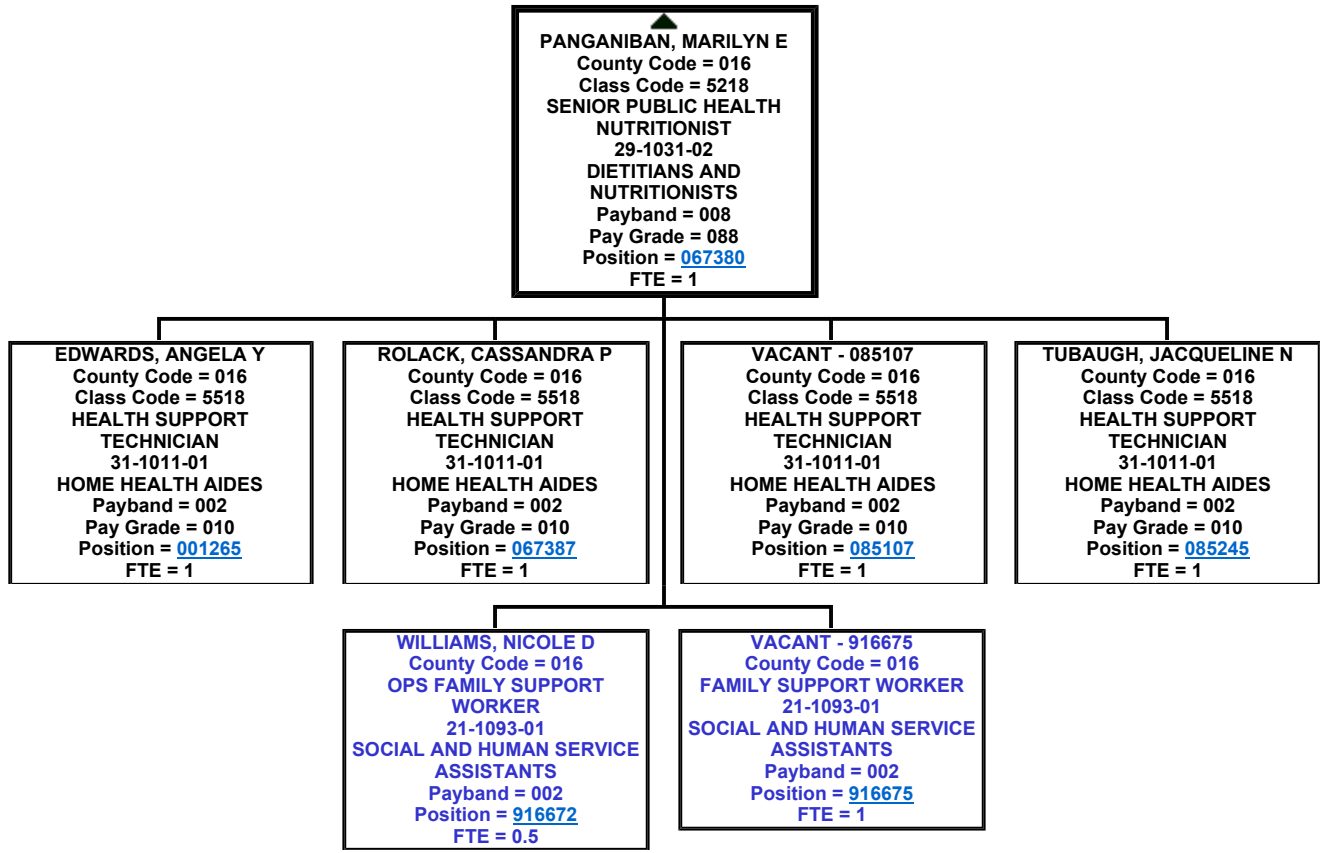 PANGANIBAN, MARILYN E
County Code = 016
Class Code = 5218
SENIOR PUBLIC HEALTH
NUTRITIONIST
29-1031-02
DIETITIANS AND
NUTRITIONISTS
Payband = 008
Pay Grade = 088
Position = 067380
FTE = 1
EDWARDS, ANGELA Y
County Code = 016
Class Code = 5518
HEALTH SUPPORT
TECHNICIAN
31-1011-01
HOME HEALTH AIDES
Payband = 002
Pay Grade = 010
Position = 001265
FTE = 1
ROLACK, CASSANDRA P
County Code = 016
Class Code = 5518
HEALTH SUPPORT
TECHNICIAN
31-1011-01
HOME HEALTH AIDES
Payband = 002
Pay Grade = 010
Position = 067387
FTE = 1
VACANT - 085107
County Code = 016
Class Code = 5518
HEALTH SUPPORT
TECHNICIAN
31-1011-01
HOME HEALTH AIDES
Payband = 002
Pay Grade = 010
Position = 085107
FTE = 1
TUBAUGH, JACQUELINE N
County Code = 016
Class Code = 5518
HEALTH SUPPORT
TECHNICIAN
31-1011-01
HOME HEALTH AIDES
Payband = 002
Pay Grade = 010
Position = 085245
FTE = 1
WILLIAMS, NICOLE D
County Code = 016
OPS FAMILY SUPPORT
WORKER
21-1093-01
SOCIAL AND HUMAN SERVICE
ASSISTANTS
Payband = 002
Position = 916672
FTE = 0.5
VACANT - 916675
County Code = 016
FAMILY SUPPORT WORKER
21-1093-01
SOCIAL AND HUMAN SERVICE
ASSISTANTS
Payband = 002
Position = 916675
FTE = 1